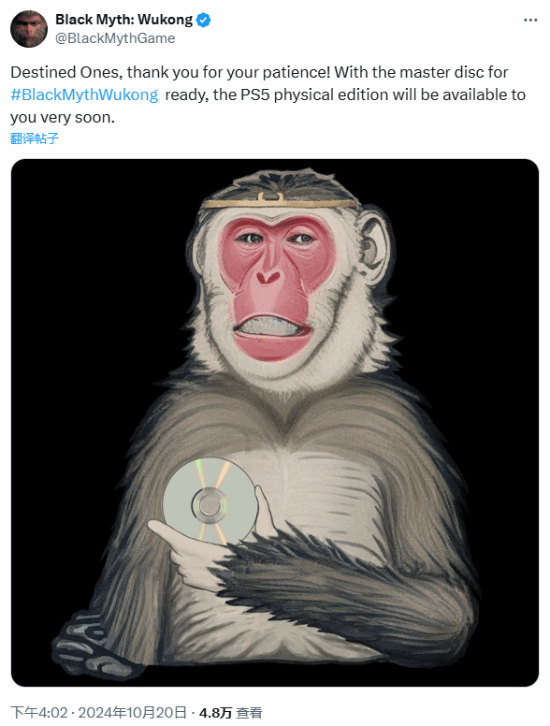 Black Myth: Wukong
@BlackMythGame
Destined Ones, thank you for your patience! With the master disc for
#BlackMythWukong ready, the PS5 physical edition will be available to
you very soon.
翻译帖子
下午4:02 · 2024年10月20日 · 4.8万 查看